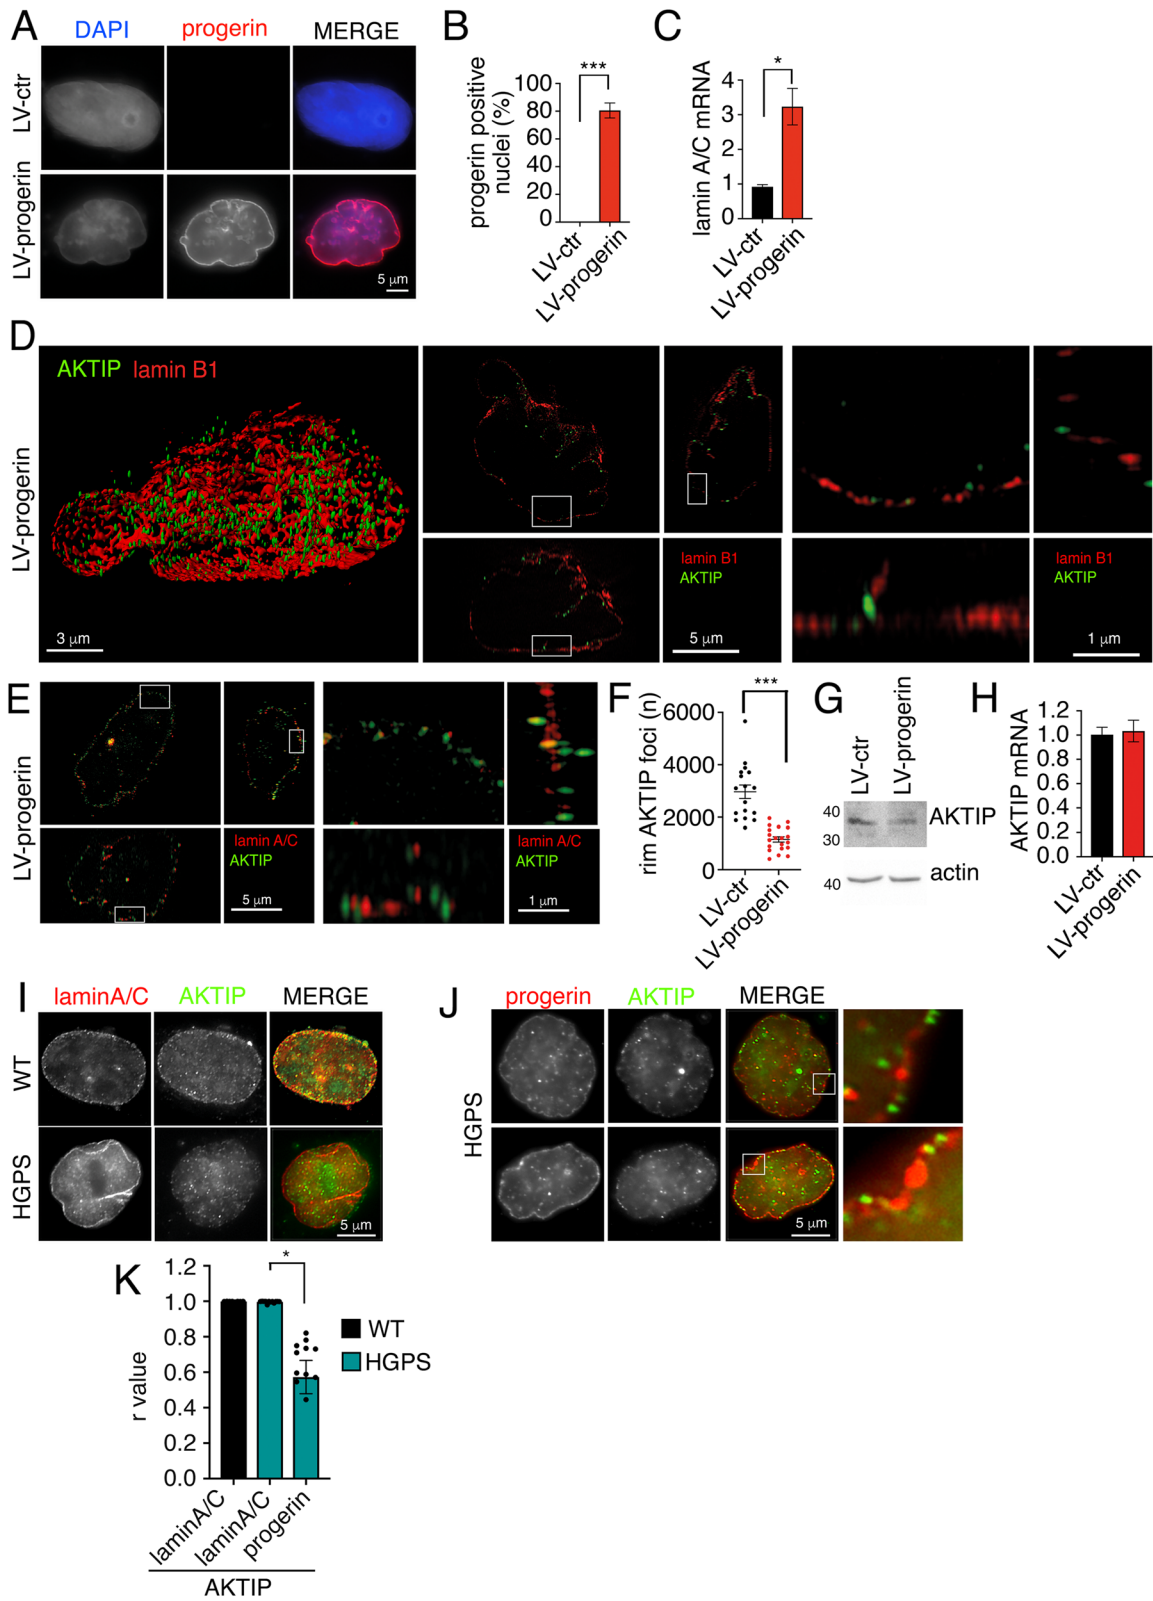 A
DAPI progerin MERGE
LV-ctr
LV-progerin
5 μm
B
***
progerin positive
nuclei (%)
100
80
60
40
20
0
LV-ctr
LV-progerin
C
*
lamin A/C mRNA
4
3
2
1
0
LV-ctr
LV-progerin
D
AKTIP lamin B1
LV-progerin
3 μm
lamin B1
AKTIP
5 μm
lamin B1
AKTIP
1 μm
E
LV-progerin
lamin A/C
AKTIP
5 μm
lamin A/C
AKTIP
1 μm
F
***
rim AKTIP foci (n)
6000
4000
2000
0
LV-ctr
LV-progerin
G
LV-ctr
LV-progerin
40
30
AKTIP
40
actin
H
AKTIP mRNA
1.2
1.0
0.8
0.6
0.4
0.2
0.0
LV-ctr
LV-progerin
I
laminA/C AKTIP MERGE
WT
HGPS
5 μm
J
progerin AKTIP MERGE
HGPS
5 μm
K
*
r value
1.2
1.0
0.8
0.6
0.4
0.2
0.0
WT
HGPS
laminA/C
laminA/C
progerin
AKTIP